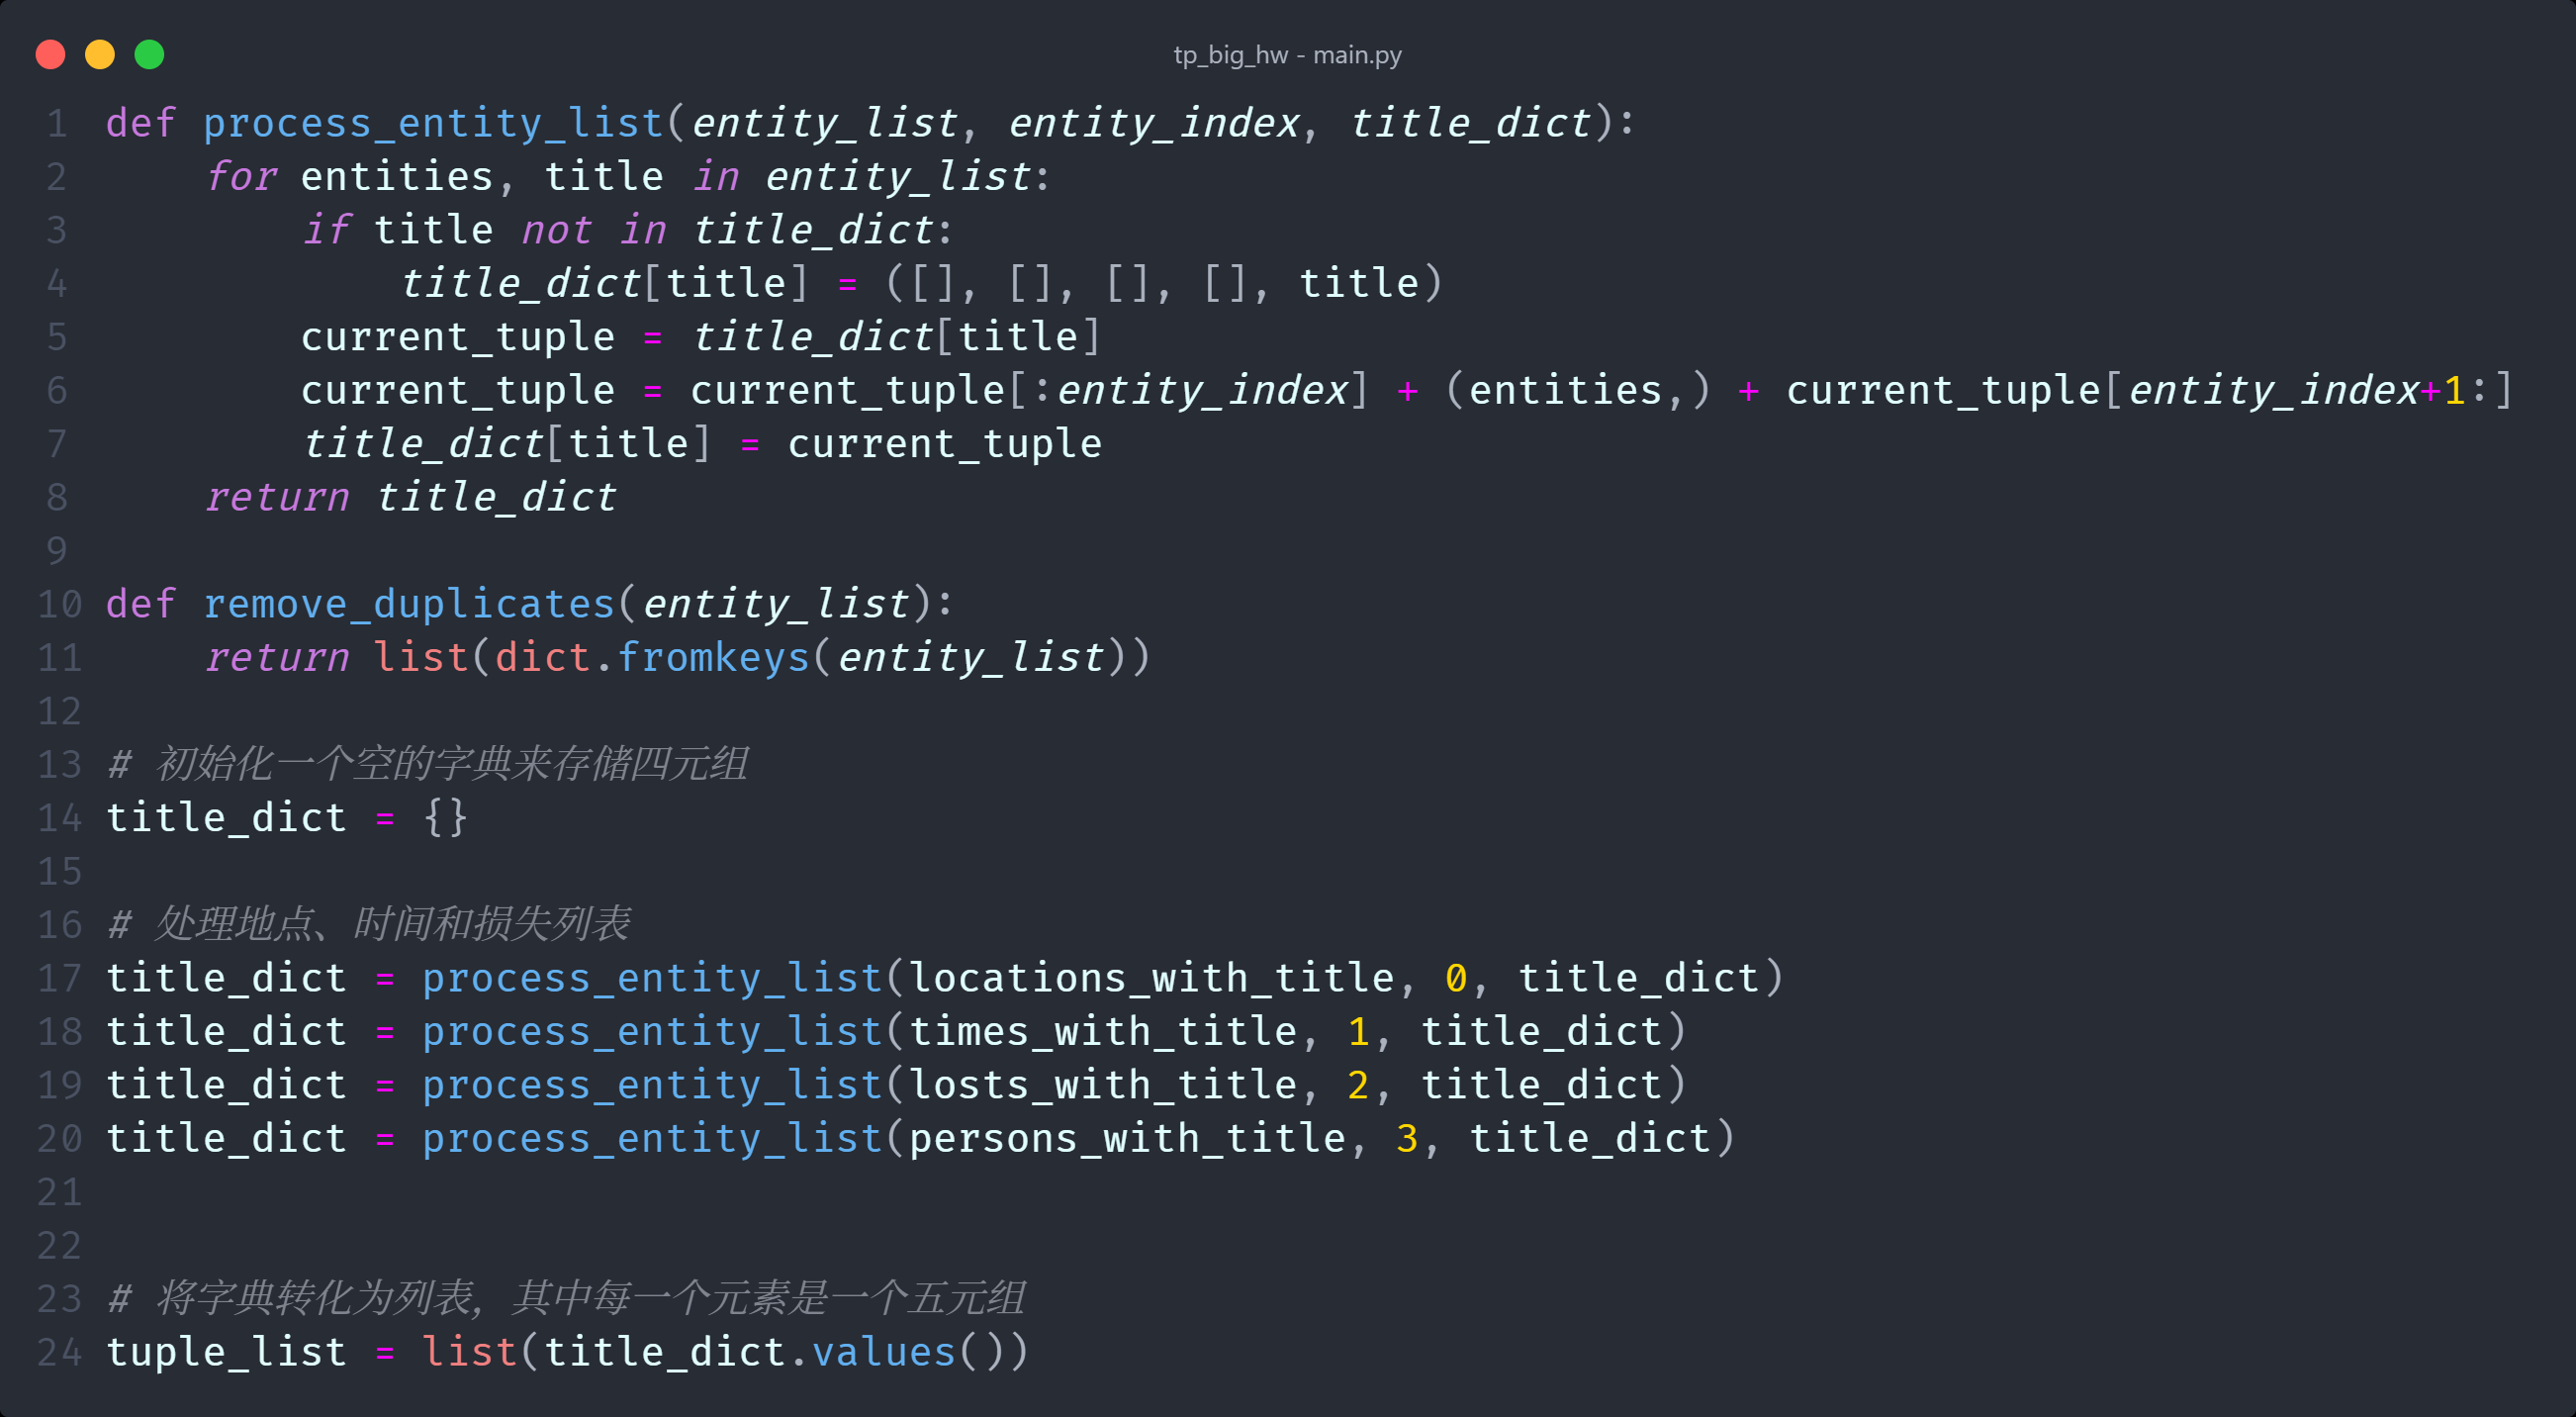 tp_big_hw - main.py
1 def process_entity_list(entity_list, entity_index, title_dict):
2     for entities, title in entity_list:
3         if title not in title_dict:
4             title_dict[title] = ([], [], [], [], title)
5         current_tuple = title_dict[title]
6         current_tuple = current_tuple[:entity_index] + (entities,) + current_tuple[entity_index+1:]
7         title_dict[title] = current_tuple
8     return title_dict
9
10 def remove_duplicates(entity_list):
11     return list(dict.fromkeys(entity_list))
12
13 # 初始化一个空的字典来存储四元组
14 title_dict = {}
15
16 # 处理地点、时间和损失列表
17 title_dict = process_entity_list(locations_with_title, 0, title_dict)
18 title_dict = process_entity_list(times_with_title, 1, title_dict)
19 title_dict = process_entity_list(losts_with_title, 2, title_dict)
20 title_dict = process_entity_list(persons_with_title, 3, title_dict)
21
22
23 # 将字典转化为列表，其中每一个元素是一个五元组
24 tuple_list = list(title_dict.values())